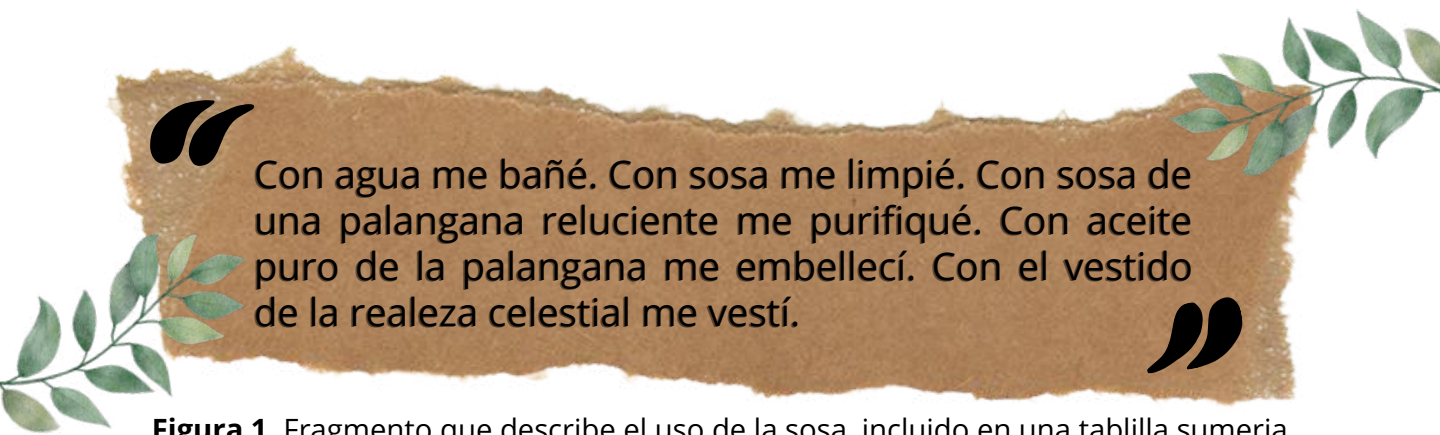 Con agua me bañé. Con sosa me limpié. Con sosa de
una palangana reluciente me purifiqué. Con aceite
puro de la palangana me embellecí. Con el vestido
de la realeza celestial me vestí.
Figura 1. Fragmento que describe el uso de la sosa, incluido en una tablilla sumeria